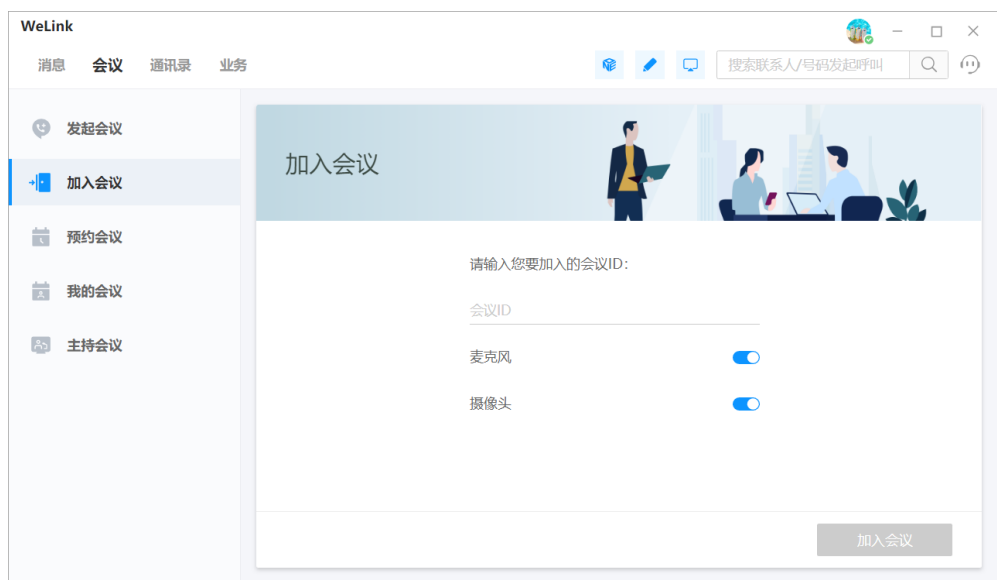 WeLink
消息 会议 通讯录 业务 搜索联系人/号码发起呼叫
发起会议
加入会议
预约会议
我的会议
主持会议
加入会议
请输入您要加入的会议ID:
会议ID
麦克风
摄像头
加入会议